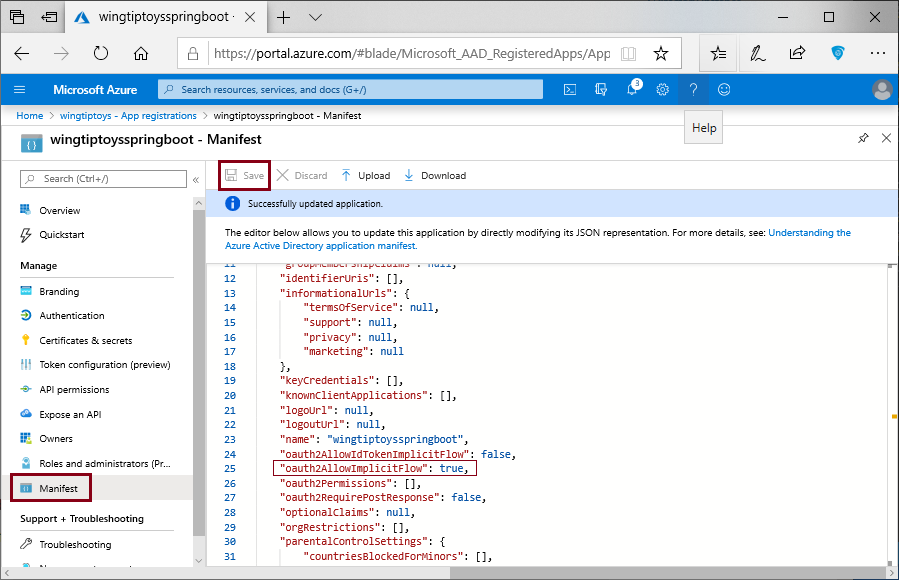 wingtiptoysspringboot ·
https://portal.azure.com/#blade/Microsoft_AAD_RegisteredApps/App
Microsoft Azure
Search resources, services, and docs (G+/)
3
?
Home > wingtiptoys - App registrations > wingtiptoysspringboot - Manifest
Help
wingtiptoysspringboot - Manifest
Search (Ctrl+/)
«
Save
Discard
Upload
Download
Successfully updated application.
The editor below allows you to update this application by directly modifying its JSON representation. For more details, see: Understanding the
Azure Active Directory application manifest.
Overview
Quickstart
Manage
Branding
Authentication
Certificates & secrets
Token configuration (preview)
API permissions
Expose an API
Owners
Roles and administrators (Pr...
Manifest
Support + Troubleshooting
Troubleshooting
11 "groupMembershipClaims": null,
12 "identifierUris": [],
13 "informationalUrls": {
14 "termsOfService": null,
15 "support": null,
16 "privacy": null,
17 "marketing": null
18 },
19 "keyCredentials": [],
20 "knownClientApplications": [],
21 "logoUrl": null,
22 "logoutUrl": null,
23 "name": "wingtiptoysspringboot",
24 "oauth2AllowIdTokenImplicitFlow": false,
25 "oauth2AllowImplicitFlow": true,
26 "oauth2Permissions": [],
27 "oauth2RequirePostResponse": false,
28 "optionalClaims": null,
29 "orgRestrictions": [],
30 "parentalControlSettings": {
31 "countriesBlockedForMinors": [],